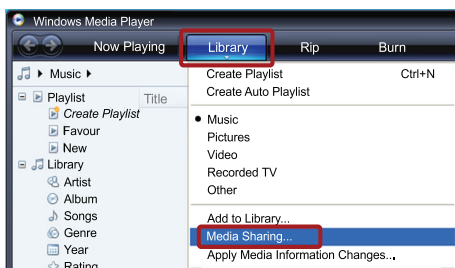 Windows Media Player
Now Playing Library Rip Burn
Music
Playlist
Title
Create Playlist
Favour
New
Library
Artist
Album
Songs
Genre
Year
Rating
Create Playlist Ctrl+N
Create Auto Playlist
Music
Pictures
Video
Recorded TV
Other
Add to Library...
Media Sharing...
Apply Media Information Changes...